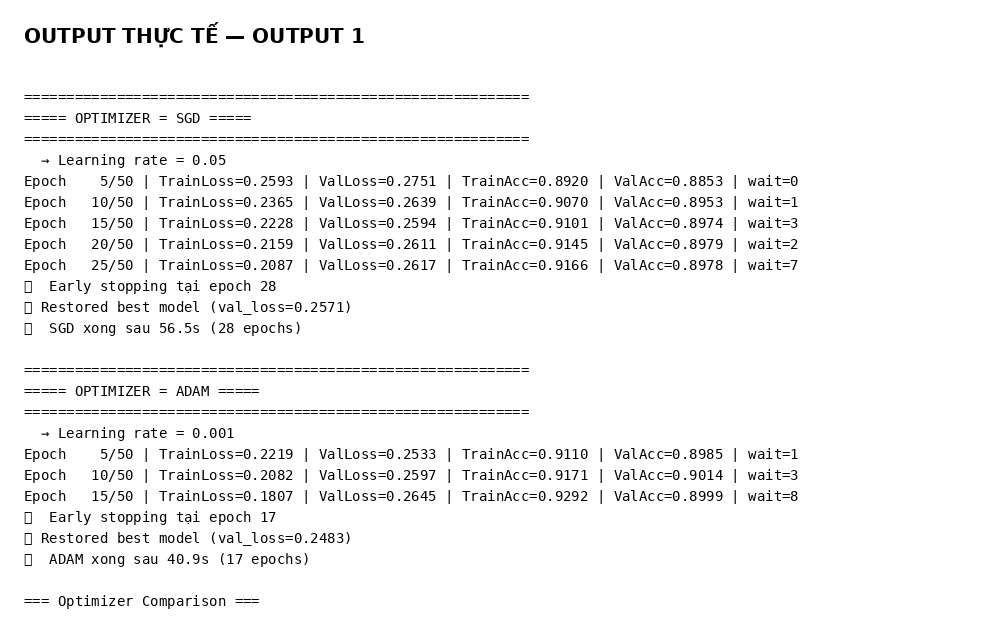 OUTPUT THỰC TẾ — OUTPUT 1
============================================================
===== OPTIMIZER = SGD =====
============================================================
→ Learning rate = 0.05
Epoch    5/50 | TrainLoss=0.2593 | ValLoss=0.2751 | TrainAcc=0.8920 | ValAcc=0.8853 | wait=0
Epoch   10/50 | TrainLoss=0.2365 | ValLoss=0.2639 | TrainAcc=0.9070 | ValAcc=0.8953 | wait=1
Epoch   15/50 | TrainLoss=0.2228 | ValLoss=0.2594 | TrainAcc=0.9101 | ValAcc=0.8974 | wait=3
Epoch   20/50 | TrainLoss=0.2159 | ValLoss=0.2611 | TrainAcc=0.9145 | ValAcc=0.8979 | wait=2
Epoch   25/50 | TrainLoss=0.2087 | ValLoss=0.2617 | TrainAcc=0.9166 | ValAcc=0.8978 | wait=7
Early stopping tại epoch 28
Restored best model (val_loss=0.2571)
SGD xong sau 56.5s (28 epochs)
============================================================
===== OPTIMIZER = ADAM =====
============================================================
→ Learning rate = 0.001
Epoch    5/50 | TrainLoss=0.2219 | ValLoss=0.2533 | TrainAcc=0.9110 | ValAcc=0.8985 | wait=1
Epoch   10/50 | TrainLoss=0.2082 | ValLoss=0.2597 | TrainAcc=0.9171 | ValAcc=0.9014 | wait=3
Epoch   15/50 | TrainLoss=0.1807 | ValLoss=0.2645 | TrainAcc=0.9292 | ValAcc=0.8999 | wait=8
Early stopping tại epoch 17
Restored best model (val_loss=0.2483)
ADAM xong sau 40.9s (17 epochs)
=== Optimizer Comparison ===